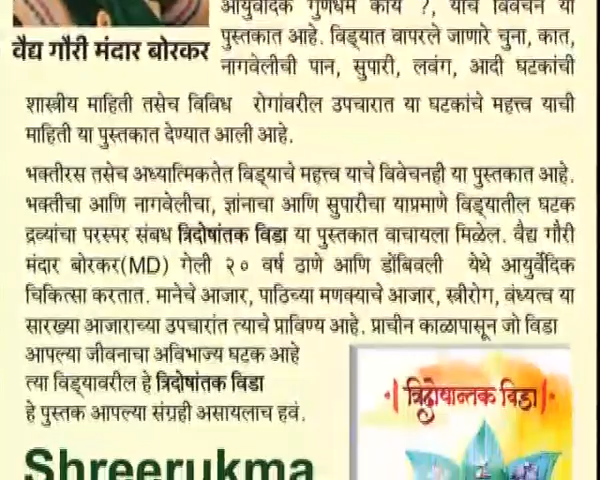 आयुर्वेदिक गुणधर्म काय ?, याचे विवेचन या
पुस्तकात आहे. विड्यात वापरले जाणारे चुना, कात,
वैद्य गौरी मंदार बोरकर
नागवेलीची पान, सुपारी, लवंग, आदी घटकांची
शास्त्रीय माहिती तसेच विविध रोगांवरील उपचारात या घटकांचे महत्त्व याची
माहिती या पुस्तकात देण्यात आली आहे.
भक्तीरस तसेच अध्यात्मिकतेत विड्याचे महत्त्व याचे विवेचनही या पुस्तकात आहे.
भक्तीचा आणि नागवेलीचा, ज्ञांनाचा आणि सुपारीचा याप्रमाणे विड्यातील घटक
द्रव्यांचा परस्पर संबध त्रिदोषांतक विडा या पुस्तकात वाचायला मिळेल. वैद्य गौरी
मंदार बोरकर(MD) गेली २० वर्ष ठाणे आणि डोंबिवली येथे आयुर्वेदिक
चिकित्सा करतात. मानेचे आजार, पाठिच्या मणक्याचे आजार, स्त्रीरोग, वंध्यत्व या
सारख्या आजाराच्या उपचारांत त्याचे प्राविण्य आहे. प्राचीन काळापासून जो विडा
आपल्या जीवनाचा अविभाज्य घटक आहे
त्या विड्यावरील हे त्रिदोषांतक विडा
हे पुस्तक आपल्या संग्रही असायलाच हवं.
त्रिदोषान्तक विडा
Shreerukma